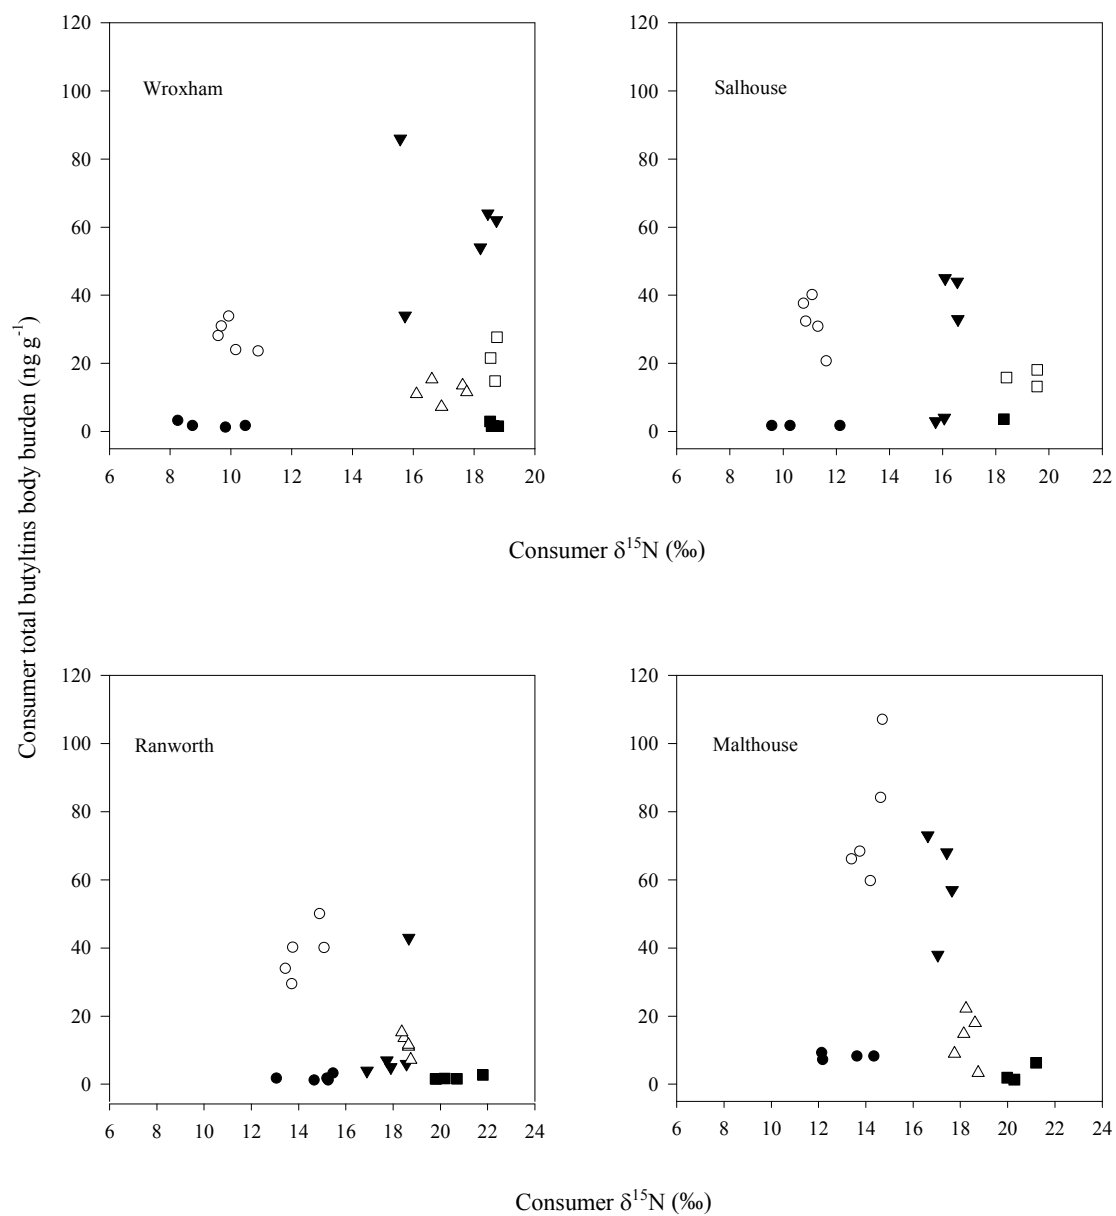 120
100
80
60
40
20
0
Wroxham
6 8 10 12 14 16 18 20
120
100
80
60
40
20
0
Salhouse
6 8 10 12 14 16 18 20 22
Consumer δ15N (‰)
Consumer total butyltins body burden (ng g-1)
120
100
80
60
40
20
0
Ranworth
6 8 10 12 14 16 18 20 22 24
120
100
80
60
40
20
0
Malthouse
6 8 10 12 14 16 18 20 22 24
Consumer δ15N (‰)